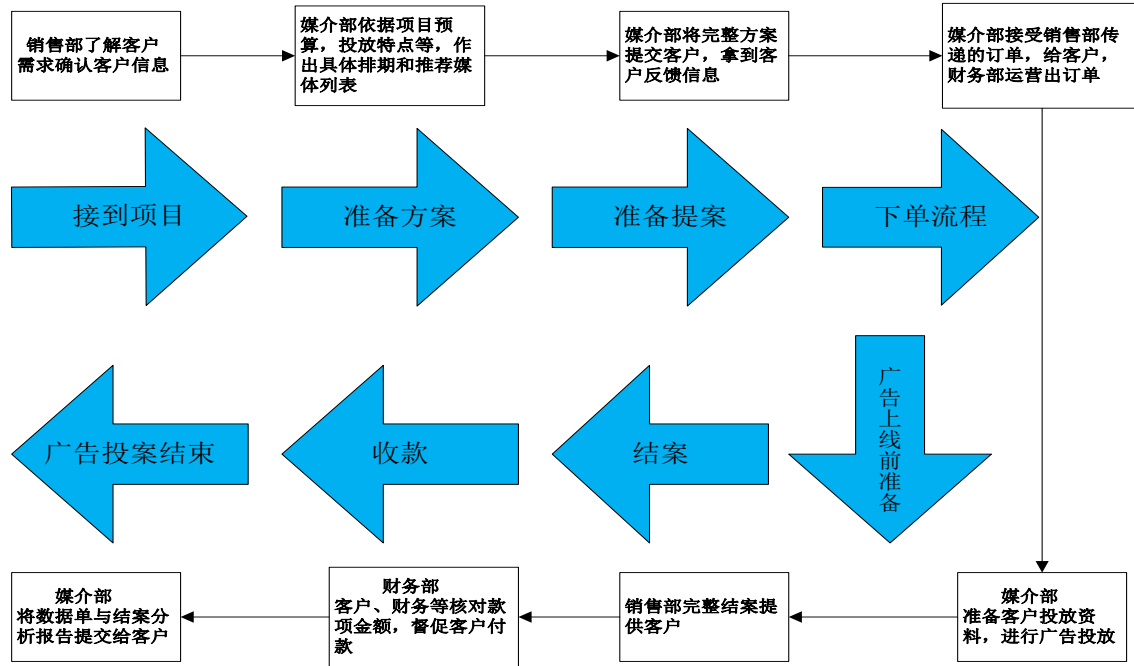 销售部了解客户
需求确认客户信息
媒介部依据项目预
算，投放特点等，作
出具体排期和推荐媒
体列表
媒介部将完整方案
提交客户，拿到客
户反馈信息
媒介部接受销售部传
递的订单，给客户，
财务部运营出订单
接到项目
准备方案
准备提案
下单流程
广告投案结束
收款
结案
广告上线前准备
媒介部
将数据单与结案分
析报告提交给客户
财务部
客户、财务等核对款
项金额，督促客户付
款
销售部完整结案提
供客户
媒介部
准备客户投放资
料，进行广告投放